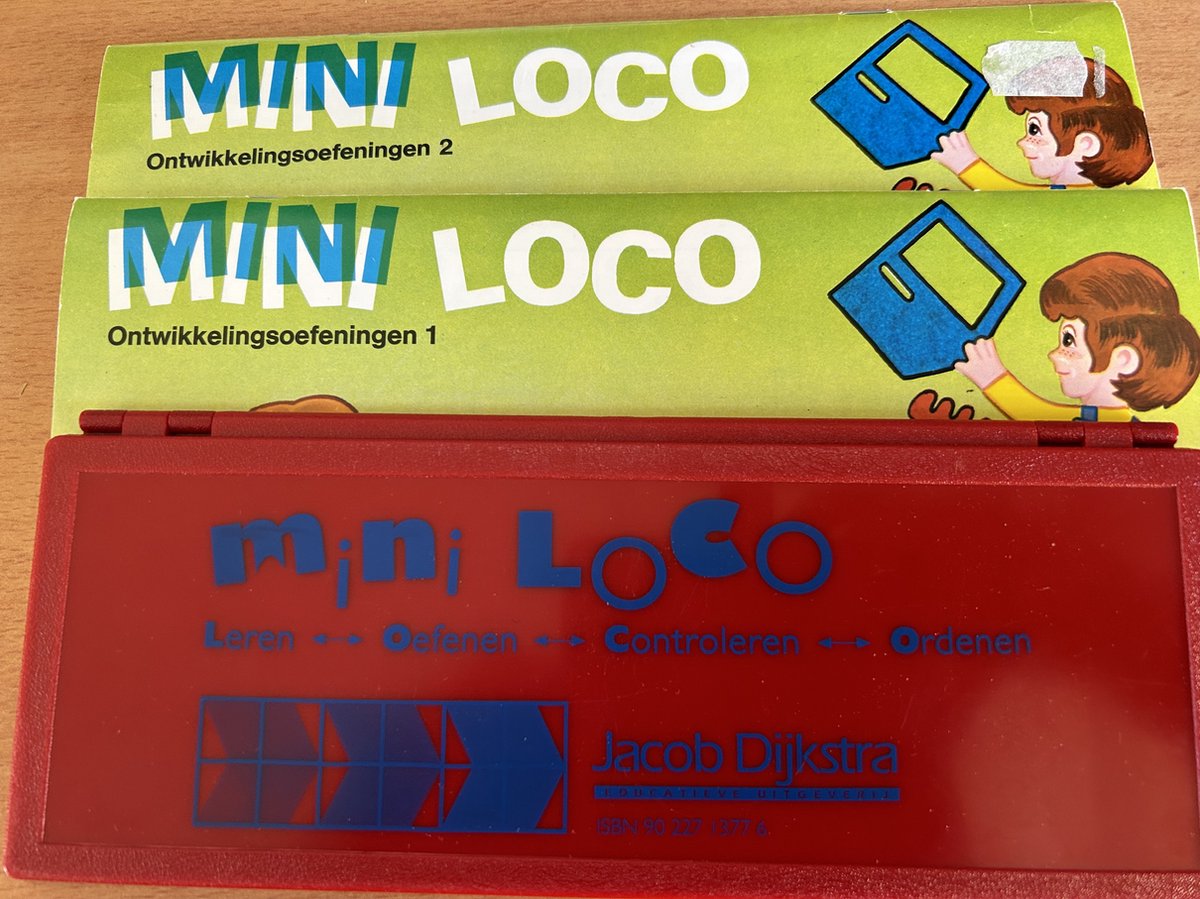 MINI LOCO
Ontwikkelingsoefeningen 2
MINI LOCO
Ontwikkelingsoefeningen 1
mini LoCo
Leren ↔ Oefenen ↔ Controleren ↔ Ordenen
Jacob Dijkstra
EDUCATIEVE UITGEVERIJ
ISBN 90 227 1377 6